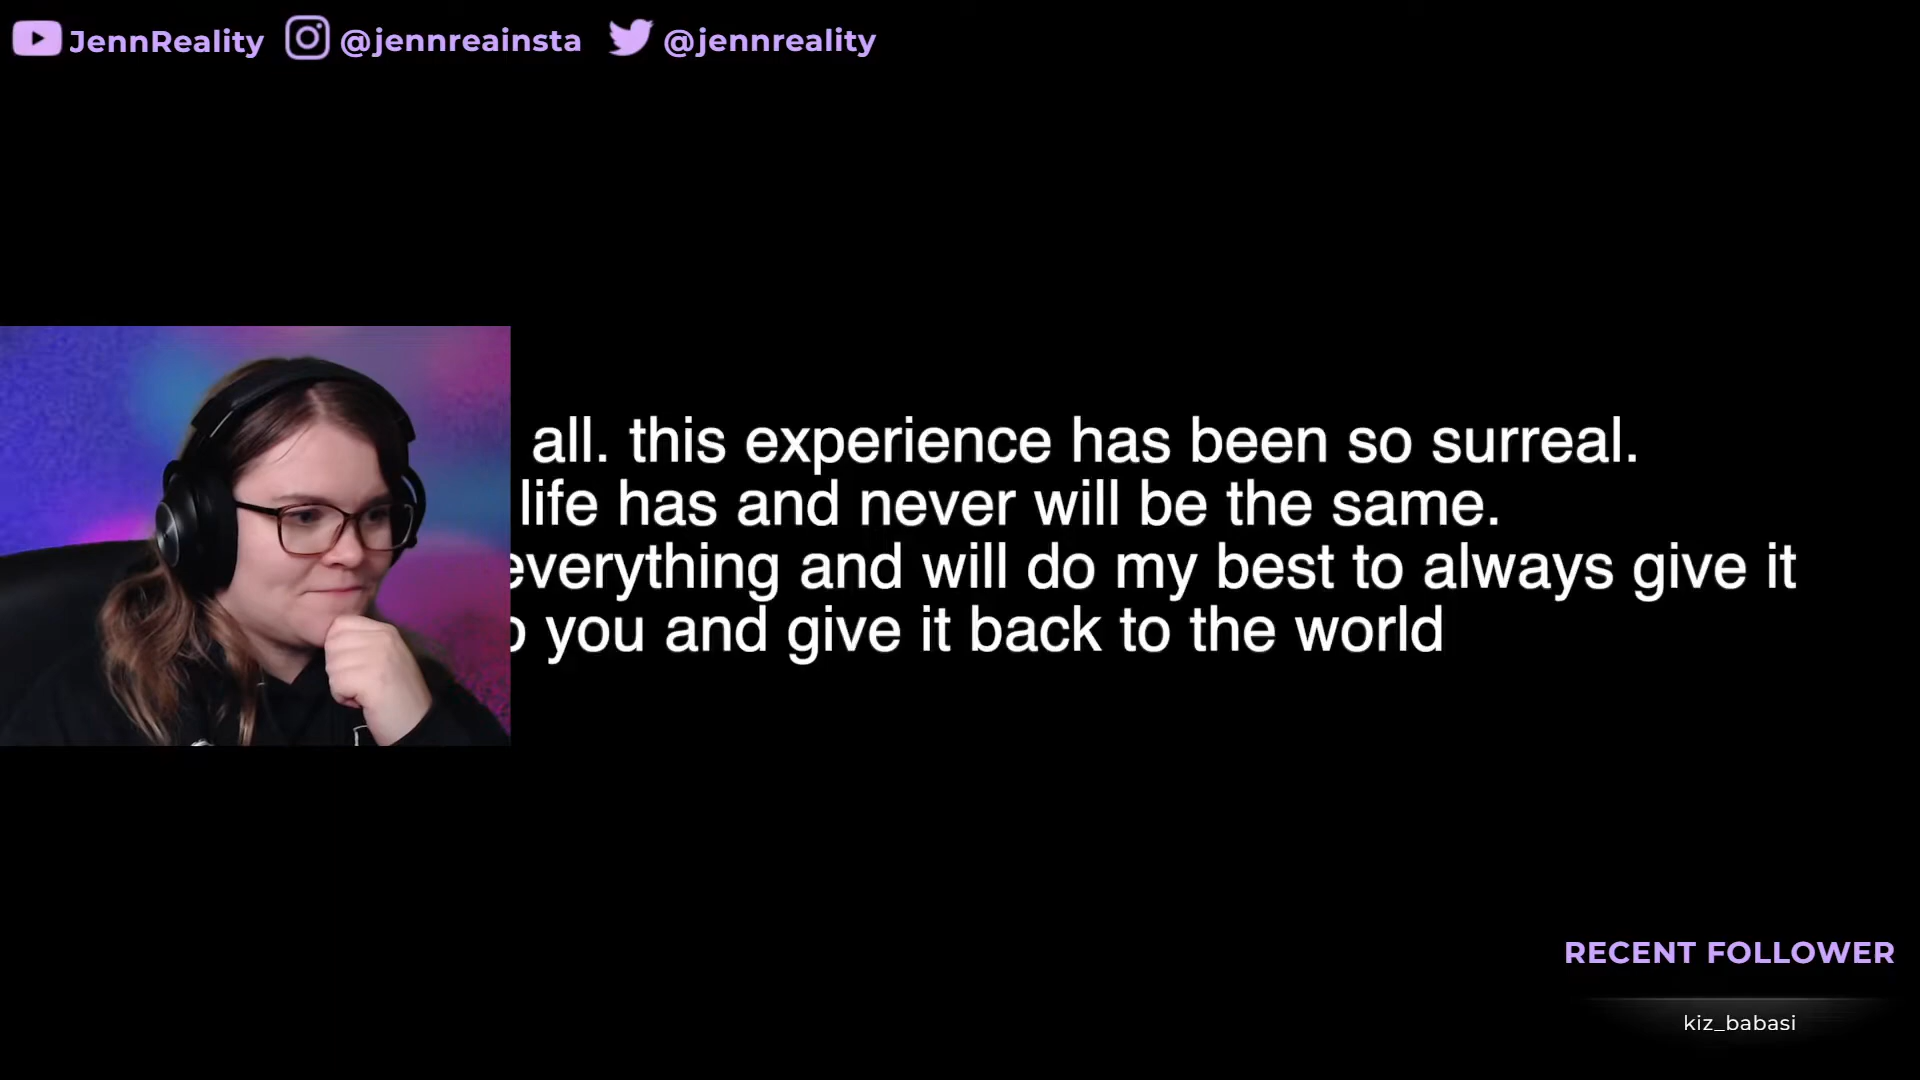 JennReality @jennreainsta @jennreality
all. this experience has been so surreal.
life has and never will be the same.
everything and will do my best to always give it
you and give it back to the world
RECENT FOLLOWER
kiz_babasi